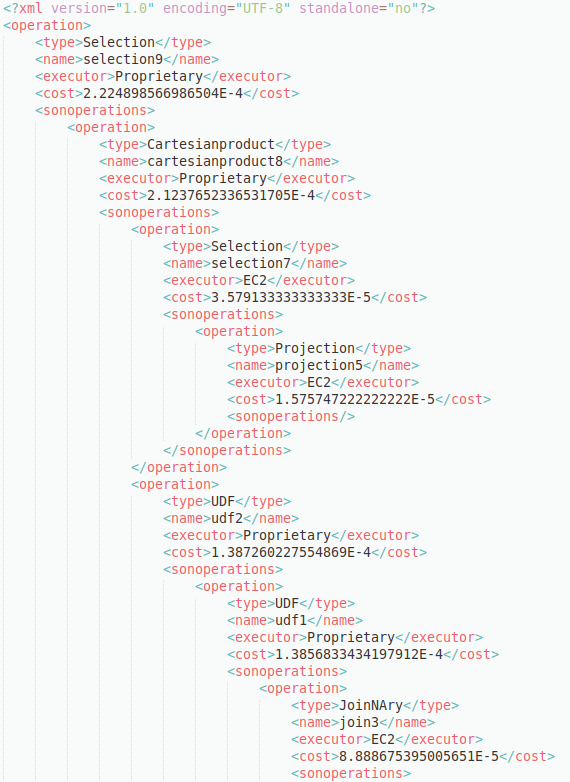 <?xml version="1.0" encoding="UTF-8" standalone="no"?>
<operation>
<type>Selection</type>
<name>selection9</name>
<executor>Proprietary</executor>
<cost>2.224898566986504E-4</cost>
<sonoperations>
<operation>
<type>Cartesianproduct</type>
<name>cartesianproduct8</name>
<executor>Proprietary</executor>
<cost>2.1237652336531705E-4</cost>
<sonoperations>
<operation>
<type>Selection</type>
<name>selection7</name>
<executor>EC2</executor>
<cost>3.579133333333333E-5</cost>
<sonoperations>
<operation>
<type>Projection</type>
<name>projection5</name>
<executor>EC2</executor>
<cost>1.575747222222222E-5</cost>
<sonoperations/>
</operation>
</sonoperations>
</operation>
<operation>
<type>UDF</type>
<name>udf2</name>
<executor>Proprietary</executor>
<cost>1.387260227554869E-4</cost>
<sonoperations>
<operation>
<type>UDF</type>
<name>udf1</name>
<executor>Proprietary</executor>
<cost>1.3856833434197912E-4</cost>
<sonoperations>
<operation>
<type>JoinNAry</type>
<name>join3</name>
<executor>EC2</executor>
<cost>8.888675395005651E-5</cost>
<sonoperations>